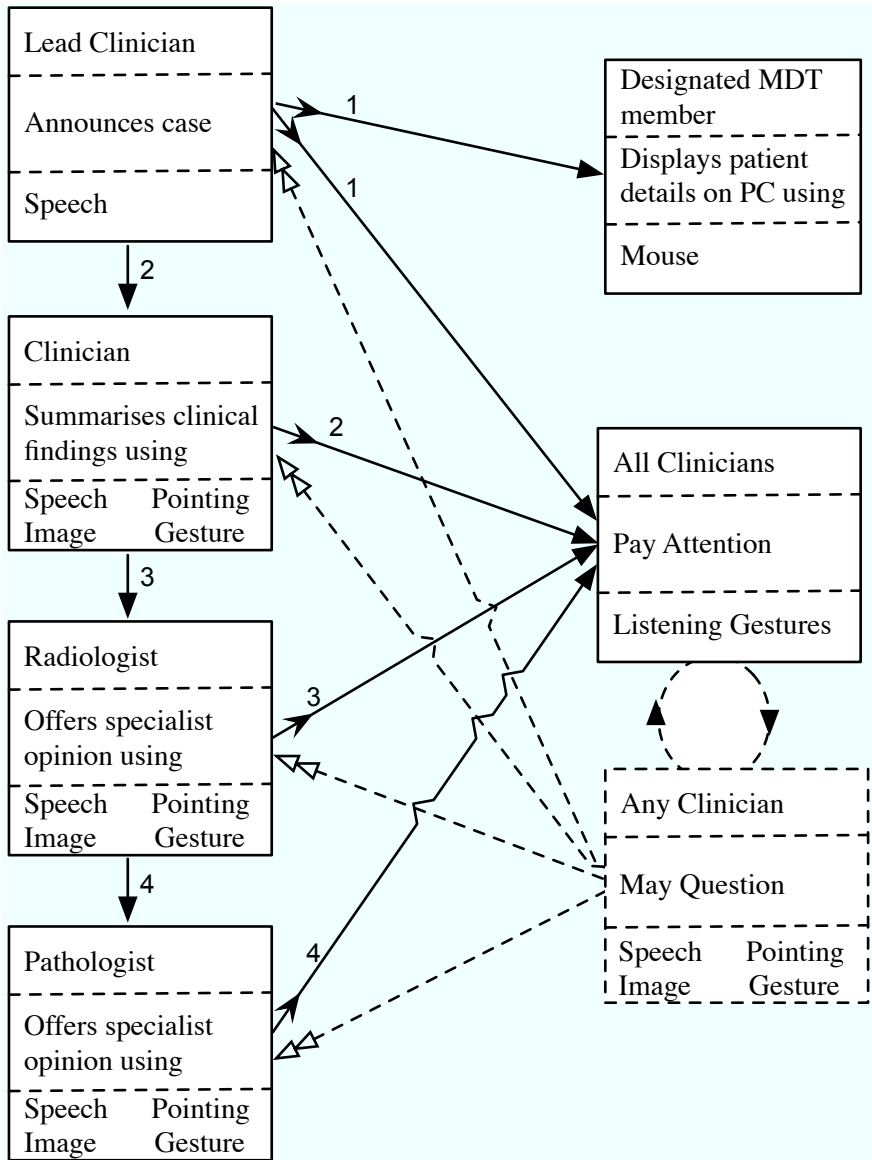 Lead Clinician
Announces case
Speech
1
1
Designated MDT
member
Displays patient
details on PC using
Mouse
2
Clinician
Summarises clinical
findings using
Speech Pointing
Image Gesture
2
All Clinicians
Pay Attention
Listening Gestures
3
Radiologist
Offers specialist
opinion using
Speech Pointing
Image Gesture
3
Any Clinician
May Question
Speech Pointing
Image Gesture
4
Pathologist
Offers specialist
opinion using
Speech Pointing
Image Gesture
4